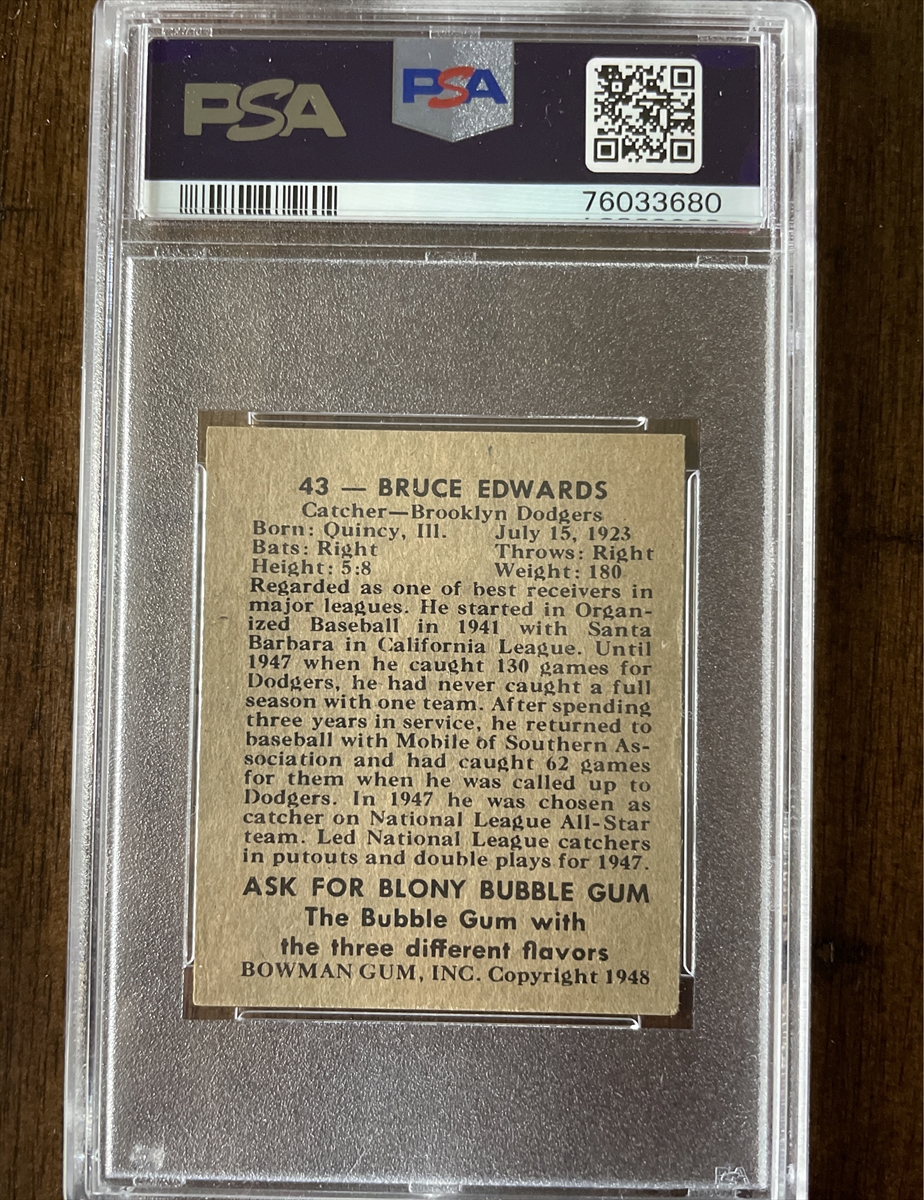 PSA
PSA
76033680
43 — BRUCE EDWARDS
Catcher—Brooklyn Dodgers
Born: Quincy, Ill. July 15, 1923
Bats: Right Throws: Right
Height: 5:8 Weight: 180
Regarded as one of best receivers in
major leagues. He started in Organ-
ized Baseball in 1941 with Santa
Barbara in California League. Until
1947 when he caught 130 games for
Dodgers, he had never caught a full
season with one team. After spending
three years in service, he returned to
baseball with Mobile of Southern As-
sociation and had caught 62 games
for them when he was called up to
Dodgers. In 1947 he was chosen as
catcher on National League All-Star
team. Led National League catchers
in putouts and double plays for 1947.
ASK FOR BLONY BUBBLE GUM
The Bubble Gum with
the three different flavors
BOWMAN GUM, INC. Copyright 1948
PSA